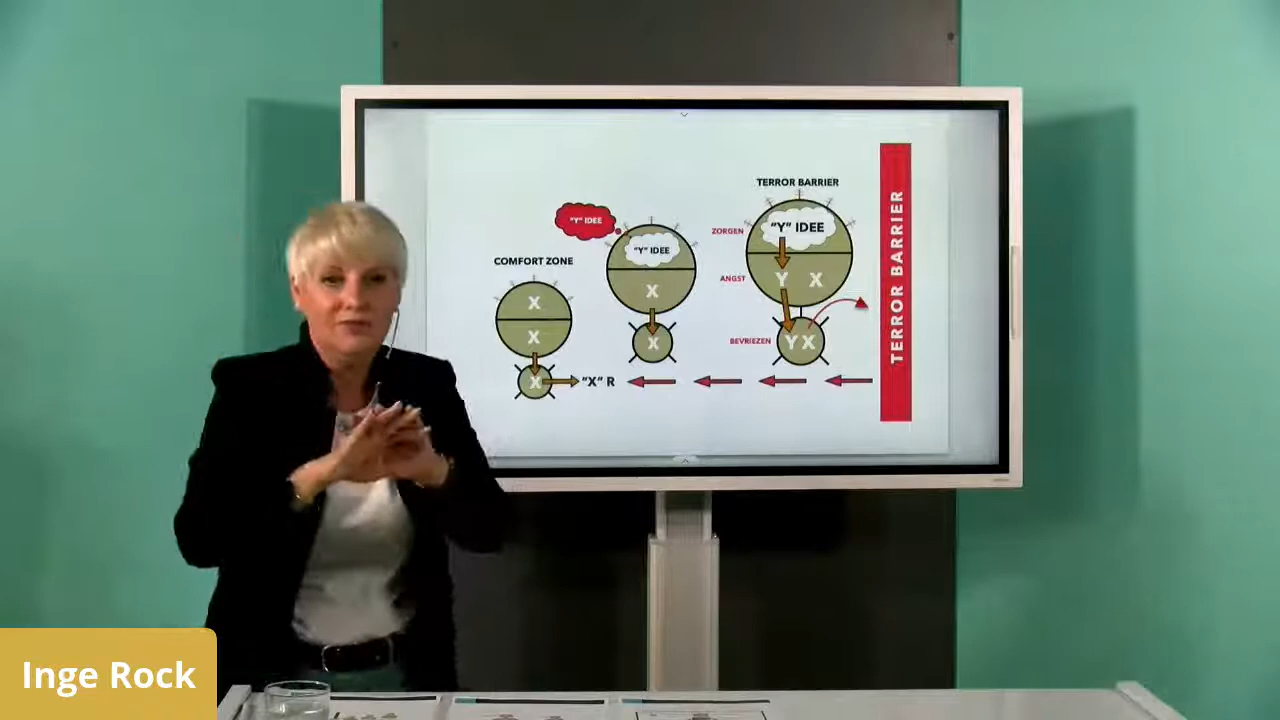 COMFORT ZONE
X
X
X
"X" R
"Y" IDEE
"Y" IDEE
X
X
TERROR BARRIER
ZORGEN
"Y" IDEE
ANGST
Y X
BEVRIEZEN
Y X
TERROR BARRIER
Inge Rock